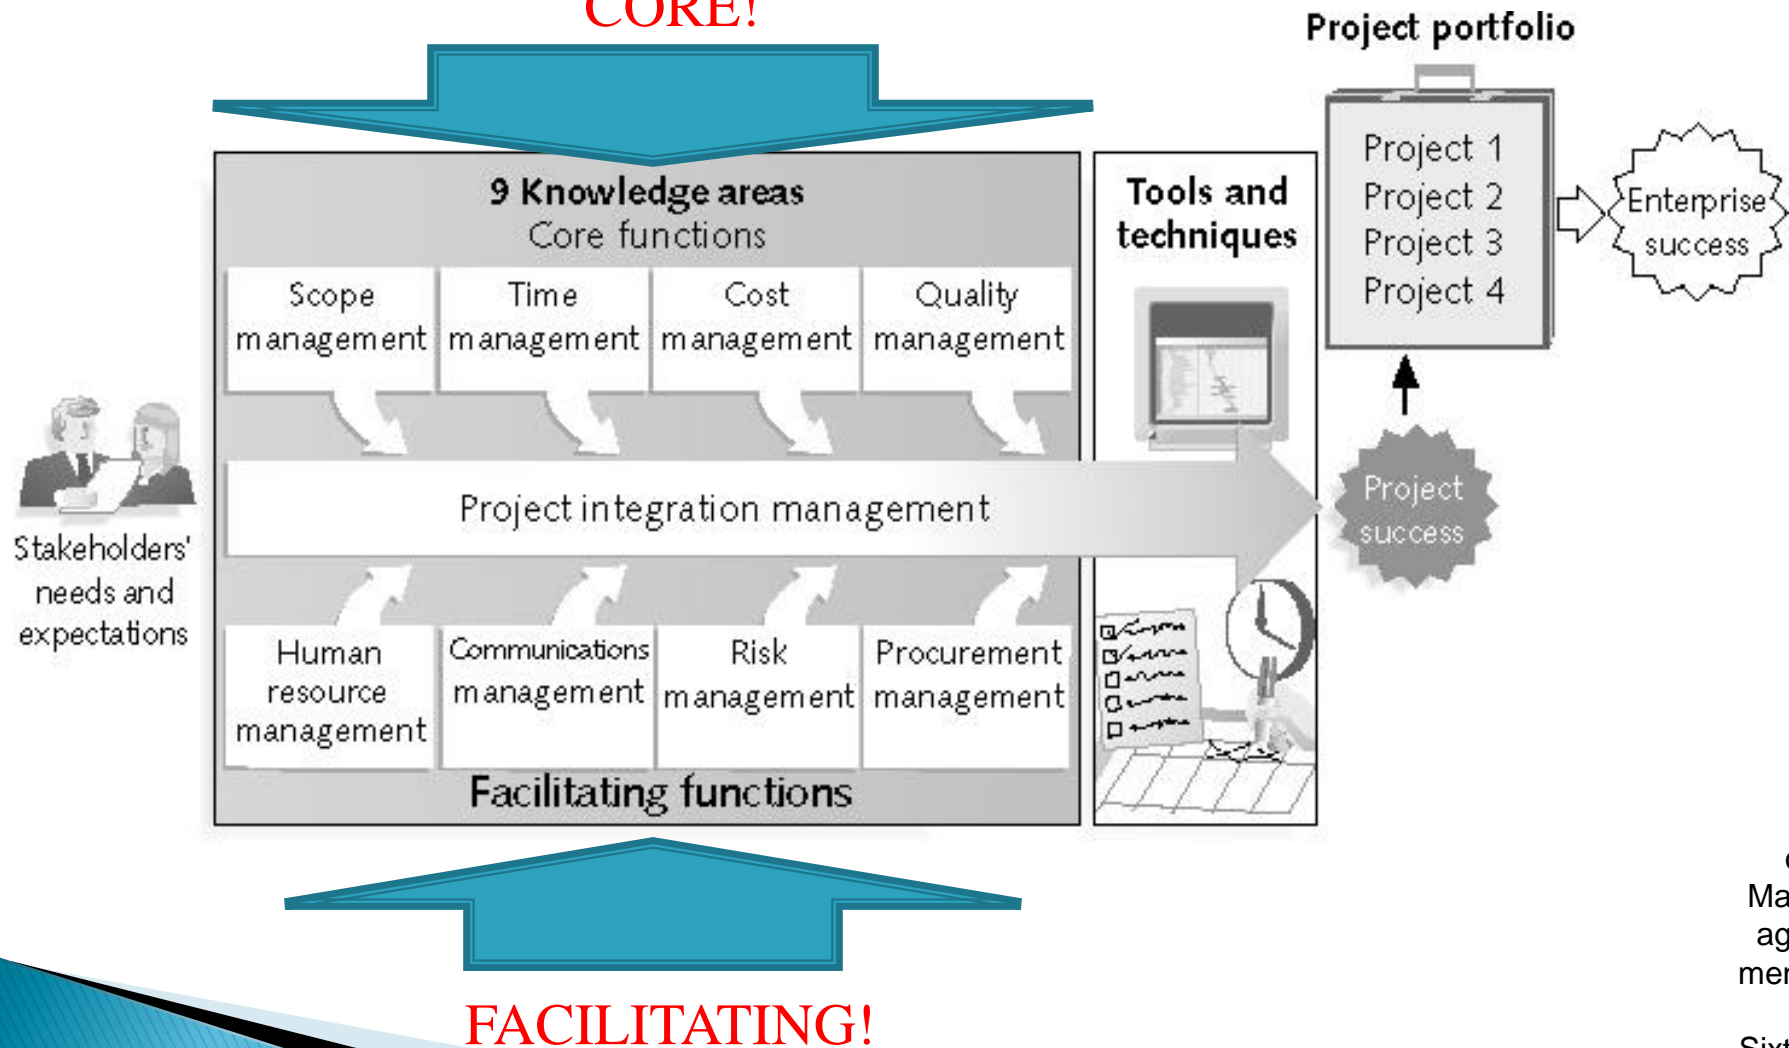 CORE!
Project portfolio
Project 1
Project 2
Project 3
Project 4
Enterprise
success
9 Knowledge areas
Core functions
Scope
management
Time
management
Cost
management
Quality
management
Tools and
techniques
Stakeholders'
needs and
expectations
Project integration management
Project
success
Human
resource
management
Communications
management
Risk
management
Procurement
management
Facilitating functions
FACILITATING!